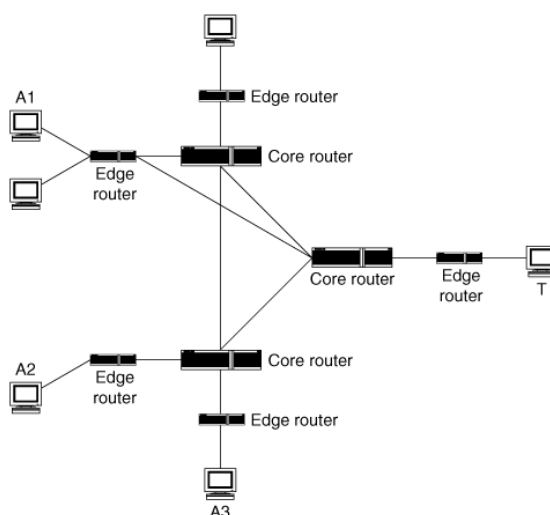 A1
Edge router
Core router
Edge
router
Core router
Edge
router
T
A2
Edge
router
Core router
Edge router
A3